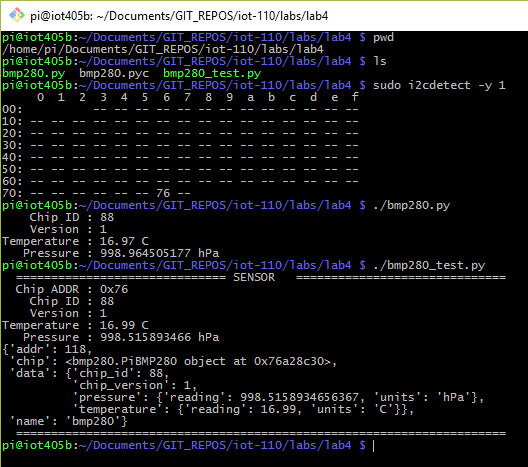 pi@iot405b: ~/Documents/GIT_REPOS/iot-110/labs/lab4
pi@iot405b:~/Documents/GIT_REPOS/iot-110/labs/lab4 $ pwd
/home/pi/Documents/GIT_REPOS/iot-110/labs/lab4
pi@iot405b:~/Documents/GIT_REPOS/iot-110/labs/lab4 $ ls
bmp280.py  bmp280.pyc  bmp280_test.py
pi@iot405b:~/Documents/GIT_REPOS/iot-110/labs/lab4 $ sudo i2cdetect -y 1
     0  1  2  3  4  5  6  7  8  9  a  b  c  d  e  f
00:          -- -- -- -- -- -- -- -- -- -- -- -- --
10: -- -- -- -- -- -- -- -- -- -- -- -- -- -- -- --
20: -- -- -- -- -- -- -- -- -- -- -- -- -- -- -- --
30: -- -- -- -- -- -- -- -- -- -- -- -- -- -- -- --
40: -- -- -- -- -- -- -- -- -- -- -- -- -- -- -- --
50: -- -- -- -- -- -- -- -- -- -- -- -- -- -- -- --
60: -- -- -- -- -- -- -- -- -- -- -- -- -- -- -- --
70: -- -- -- -- -- -- 76 --
pi@iot405b:~/Documents/GIT_REPOS/iot-110/labs/lab4 $ ./bmp280.py
    Chip ID : 88
    Version : 1
Temperature : 16.97 C
   Pressure : 998.964505177 hPa
pi@iot405b:~/Documents/GIT_REPOS/iot-110/labs/lab4 $ ./bmp280_test.py
  ============================== SENSOR   ==============================
  Chip ADDR : 0x76
    Chip ID : 88
    Version : 1
Temperature : 16.99 C
   Pressure : 998.515893466 hPa
{'addr': 118,
 'chip': <bmp280.PiBMP280 object at 0x76a28c30>,
 'data': {'chip_id': 88,
          'chip_version': 1,
          'pressure': {'reading': 998.5158934656367, 'units': 'hPa'},
          'temperature': {'reading': 16.99, 'units': 'C'}},
 'name': 'bmp280'}
  ======================================================================
pi@iot405b:~/Documents/GIT_REPOS/iot-110/labs/lab4 $